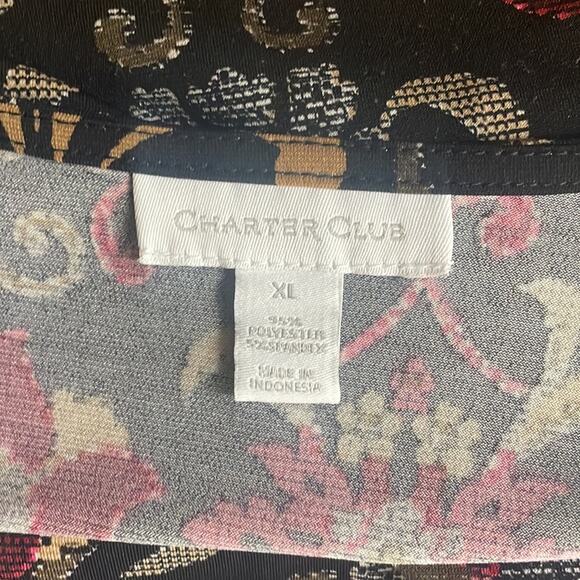 CHARTER CLUB
XL
95%
POLYESTER
5% SPANDEX
MADE IN
INDONESIA